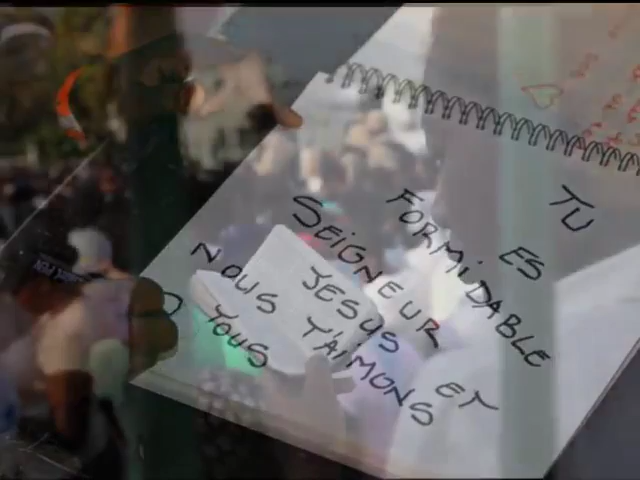 TU
ES
FORMiDABLE
SEiGNEUR
JESUS ET
NOUS T'AiMONS
TOUS